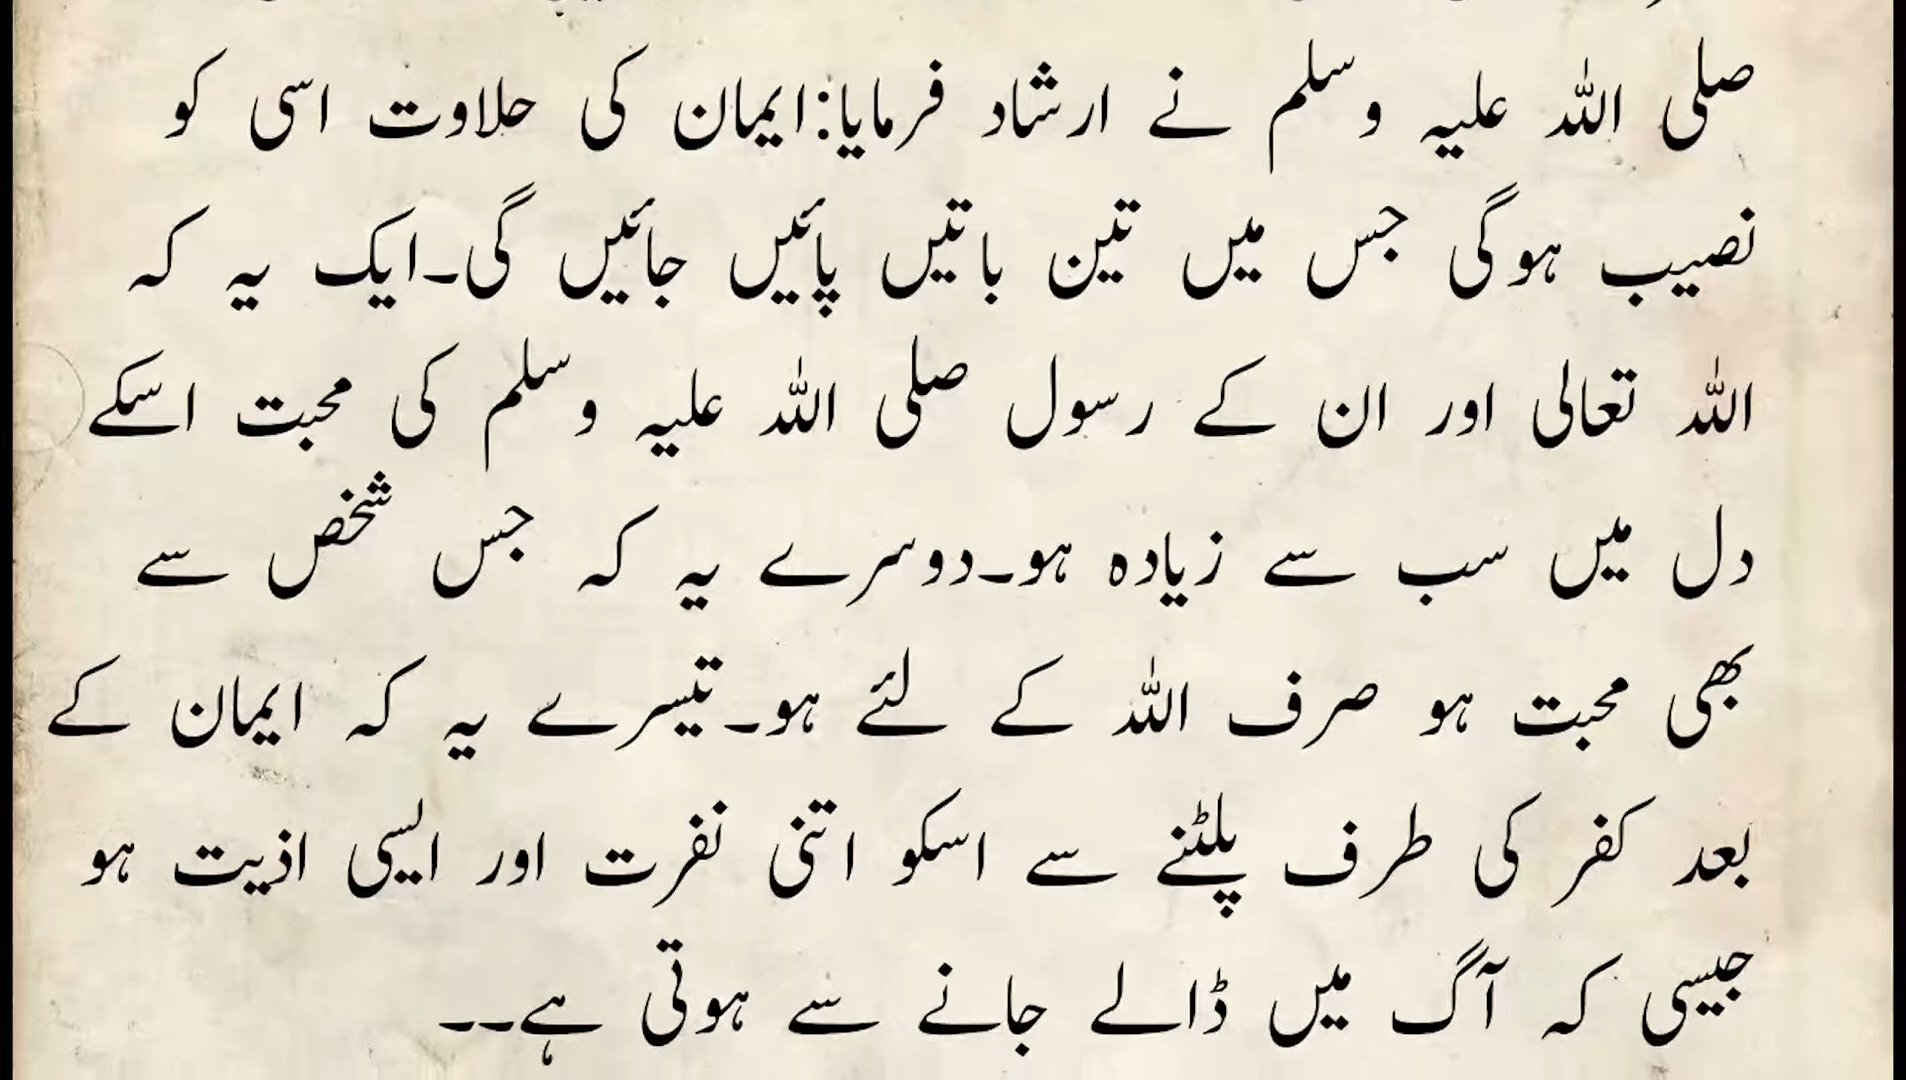 صلی اللہ علیہ وسلم نے ارشاد فرمایا:ایمان کی حلاوت اسی کو
نصیب ہوگی جس میں تین باتیں پائیں جائیں گی۔ایک یہ کہ
اللہ تعالی اور ان کے رسول صلی اللہ علیہ وسلم کی محبت اسکے
دل میں سب سے زیادہ ہو۔دوسرے یہ کہ جس شخص سے
بھی محبت ہو صرف اللہ کے لئے ہو۔تیسرے یہ کہ ایمان کے
بعد کفر کی طرف پلٹنے سے اسکو اتنی نفرت اور ایسی اذیت ہو
جیسی کہ آگ میں ڈالے جانے سے ہوتی ہے۔۔